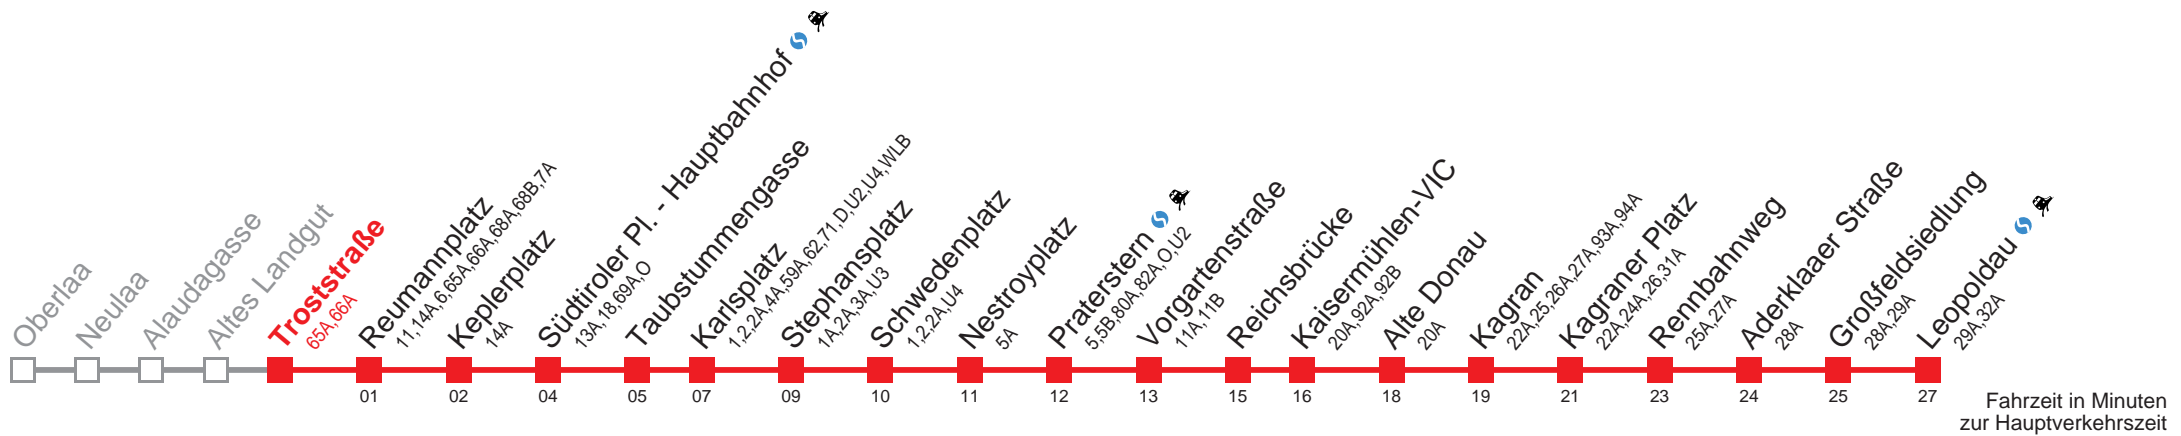 Oberlaa
Neulaa
Alaudagasse
Altes Landgut
Troststraße
65A,66A
Reumannplatz
11,14A,6,65A,66A,68A,68B,7A
01
Keplerplatz
14A
02
Südtiroler Pl. - Hauptbahnhof
13A,18,69A,O
04
Taubstummengasse
05
Karlsplatz
1,2,2A,4A,59A,62,71,D,U2,U4,WLB
07
Stephansplatz
1A,2A,3A,U3
09
Schwedenplatz
1,2,2A,U4
10
Nestroyplatz
5A
11
Praterstern
5,5B,80A,82A,O,U2
12
Vorgartenstraße
11A,11B
13
Reichsbrücke
15
Kaisermühlen-VIC
20A,92A,92B
16
Alte Donau
20A
18
Kagran
22A,25,26A,27A,93A,94A
19
Kagraner Platz
22A,24A,26,31A
21
Rennbahnweg
25A,27A
23
Aderklaaer Straße
28A
24
Großfeldsiedlung
28A,29A
25
Leopoldau
29A,32A
27
Fahrzeit in Minuten
zur Hauptverkehrszeit